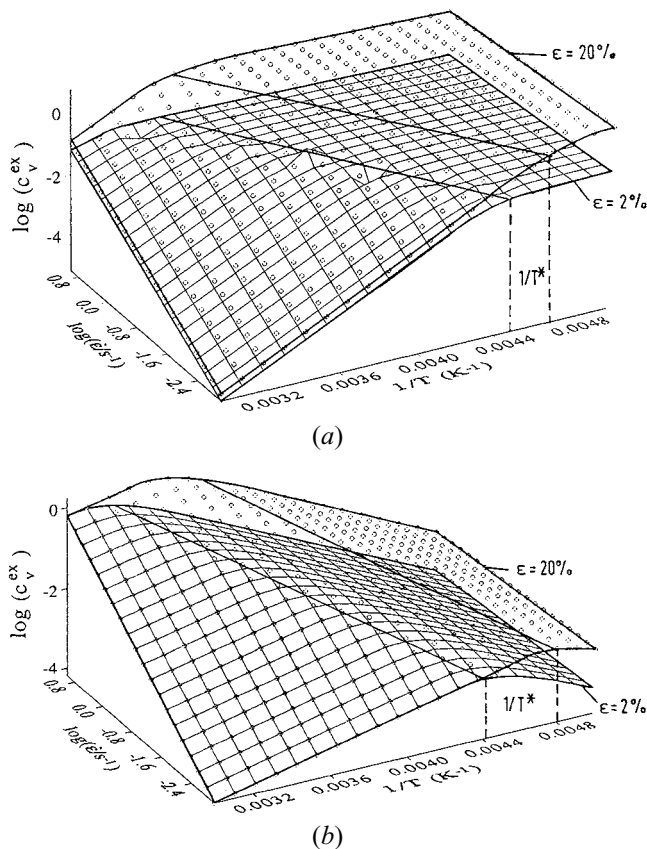 ε = 20%
0
-2
-4
log (c_v^ex)
ε = 2%
1/T*
0.8
0.0
-0.8
-1.6
-2.4
log(ε̇/s-1)
0.0032
0.0036
0.0040
0.0044
0.0048
1/T (K-1)
(a)
0
-2
-4
log (c_v^ex)
ε = 20%
ε = 2%
1/T*
0.8
0.0
-0.8
-1.6
-2.4
log(ε̇/s-1)
0.0032
0.0036
0.0040
0.0044
0.0048
1/T (K-1)
(b)